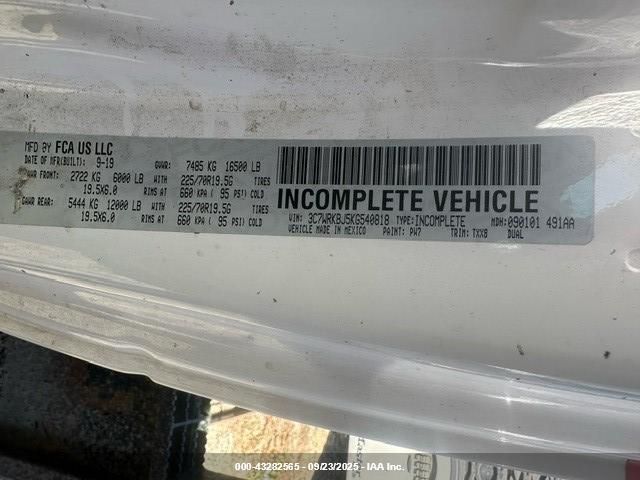 MFD BY FCA US LLC
DATE OF MFR(BUILT): 9-19 GVWR: 7485 KG 16500 LB
GAWR FRONT: 2722 KG 6000 LB WITH 225/70R19.5G TIRES
19.5X6.0 RIMS AT 660 KPA ( 95 PSI) COLD
GAWR REAR: 5444 KG 12000 LB WITH 225/70R19.5G TIRES
19.5X6.0 RIMS AT 660 KPA ( 95 PSI) COLD
INCOMPLETE VEHICLE
VIN: 3C7WRKBJ5KG540818 TYPE:INCOMPLETE MDH:090101 491AA
VEHICLE MADE IN MEXICO PAINT: PW7 TRIM: TXX8 DUAL
000-43282565 - 09/23/2025 - IAA Inc.